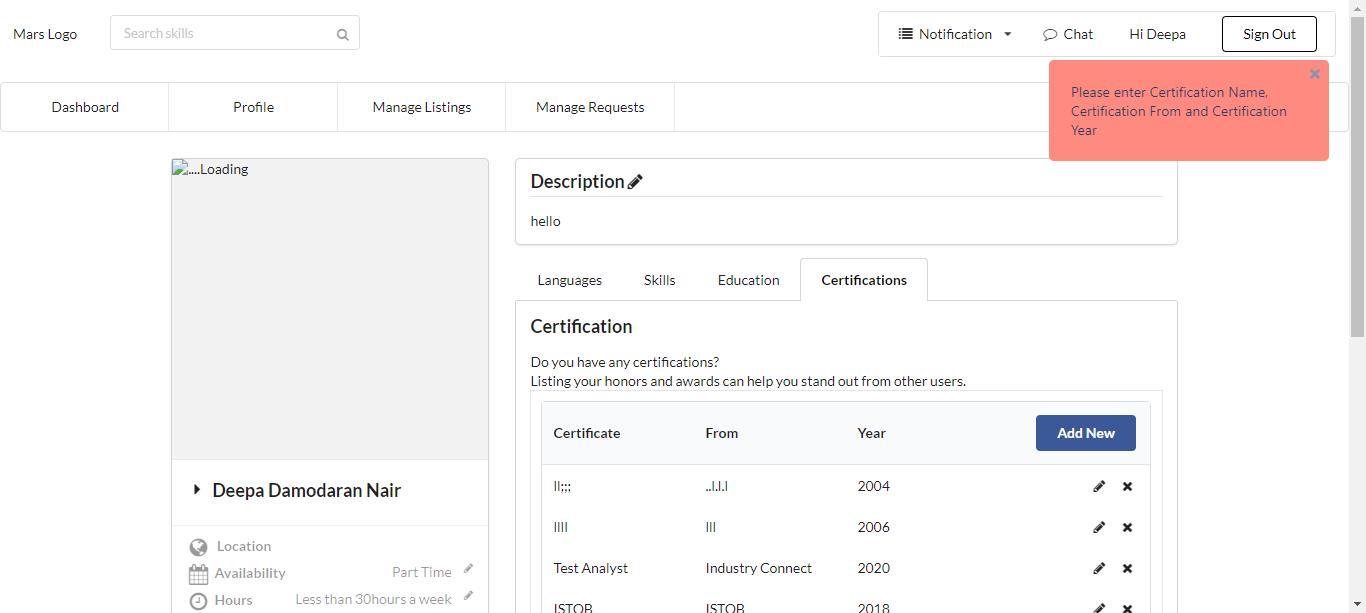 Mars Logo
Search skills
Notification
Chat
Hi Deepa
Sign Out
Please enter Certification Name,
Certification From and Certification
Year
Dashboard
Profile
Manage Listings
Manage Requests
....Loading
Description
hello
Languages
Skills
Education
Certifications
Certification
Do you have any certifications?
Listing your honors and awards can help you stand out from other users.
Certificate From Year Add New
ll;;; ..l.l.l 2004
llll lll 2006
Test Analyst Industry Connect 2020
ISTQB ISTQB 2018
Deepa Damodaran Nair
Location
Availability Part Time
Hours Less than 30hours a week